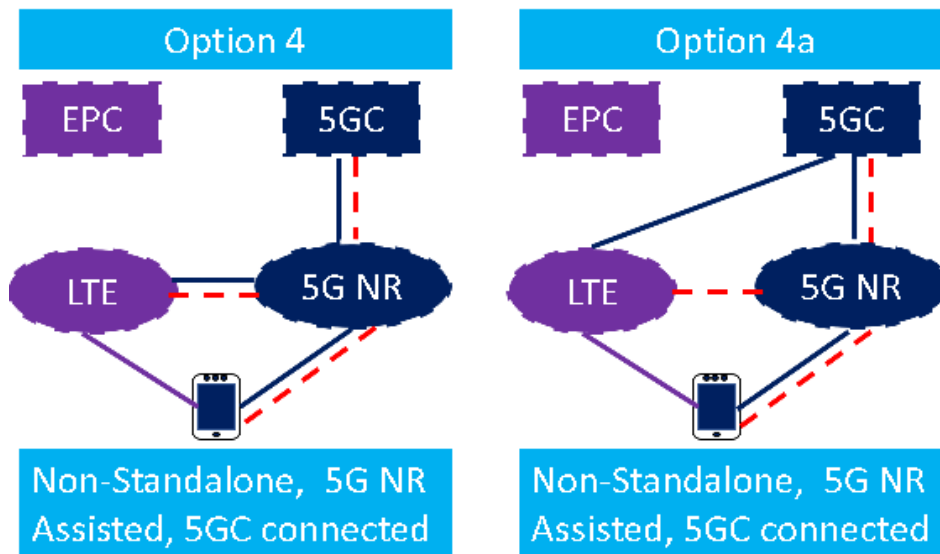 Option 4
EPC
5GC
LTE
5G NR
Non-Standalone, 5G NR
Assisted, 5GC connected
Option 4a
EPC
5GC
LTE
5G NR
Non-Standalone, 5G NR
Assisted, 5GC connected